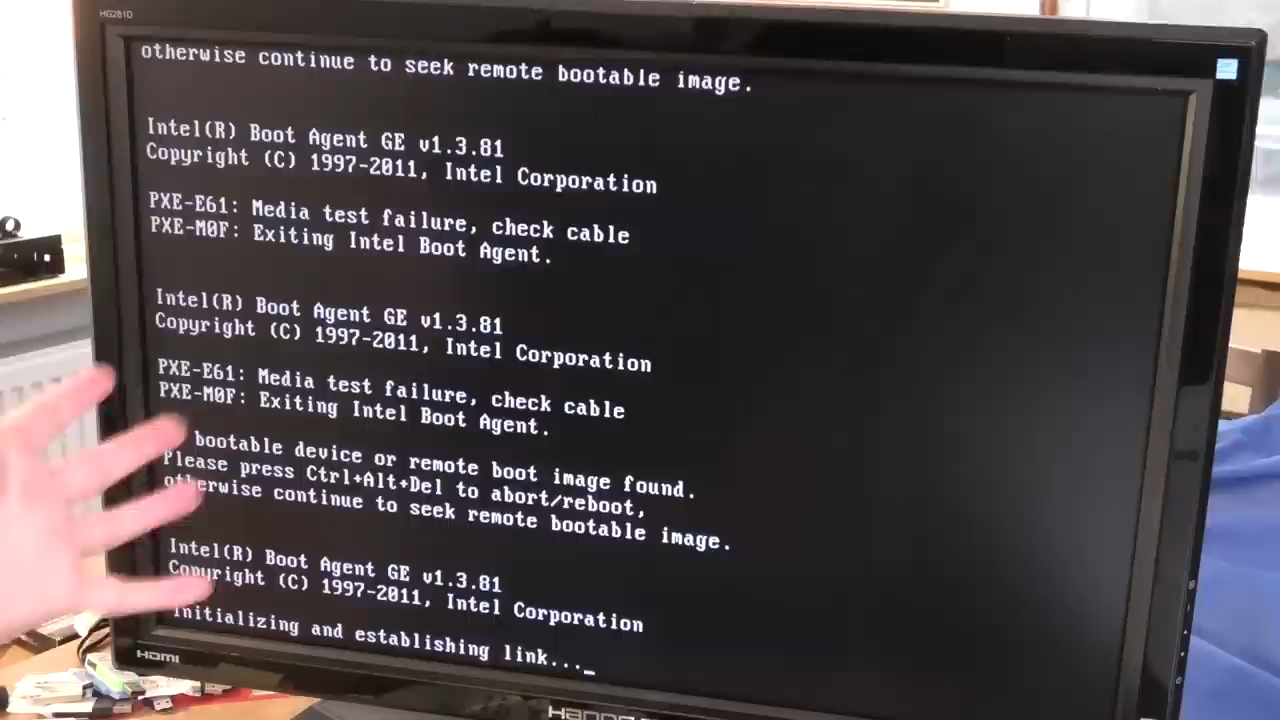 HG281D
otherwise continue to seek remote bootable image.
Intel(R) Boot Agent GE v1.3.81
Copyright (C) 1997-2011, Intel Corporation
PXE-E61: Media test failure, check cable
PXE-M0F: Exiting Intel Boot Agent.
Intel(R) Boot Agent GE v1.3.81
Copyright (C) 1997-2011, Intel Corporation
PXE-E61: Media test failure, check cable
PXE-M0F: Exiting Intel Boot Agent.
bootable device or remote boot image found.
Please press Ctrl+Alt+Del to abort/reboot,
otherwise continue to seek remote bootable image.
Intel(R) Boot Agent GE v1.3.81
Copyright (C) 1997-2011, Intel Corporation
Initializing and establishing link..._
HDMI